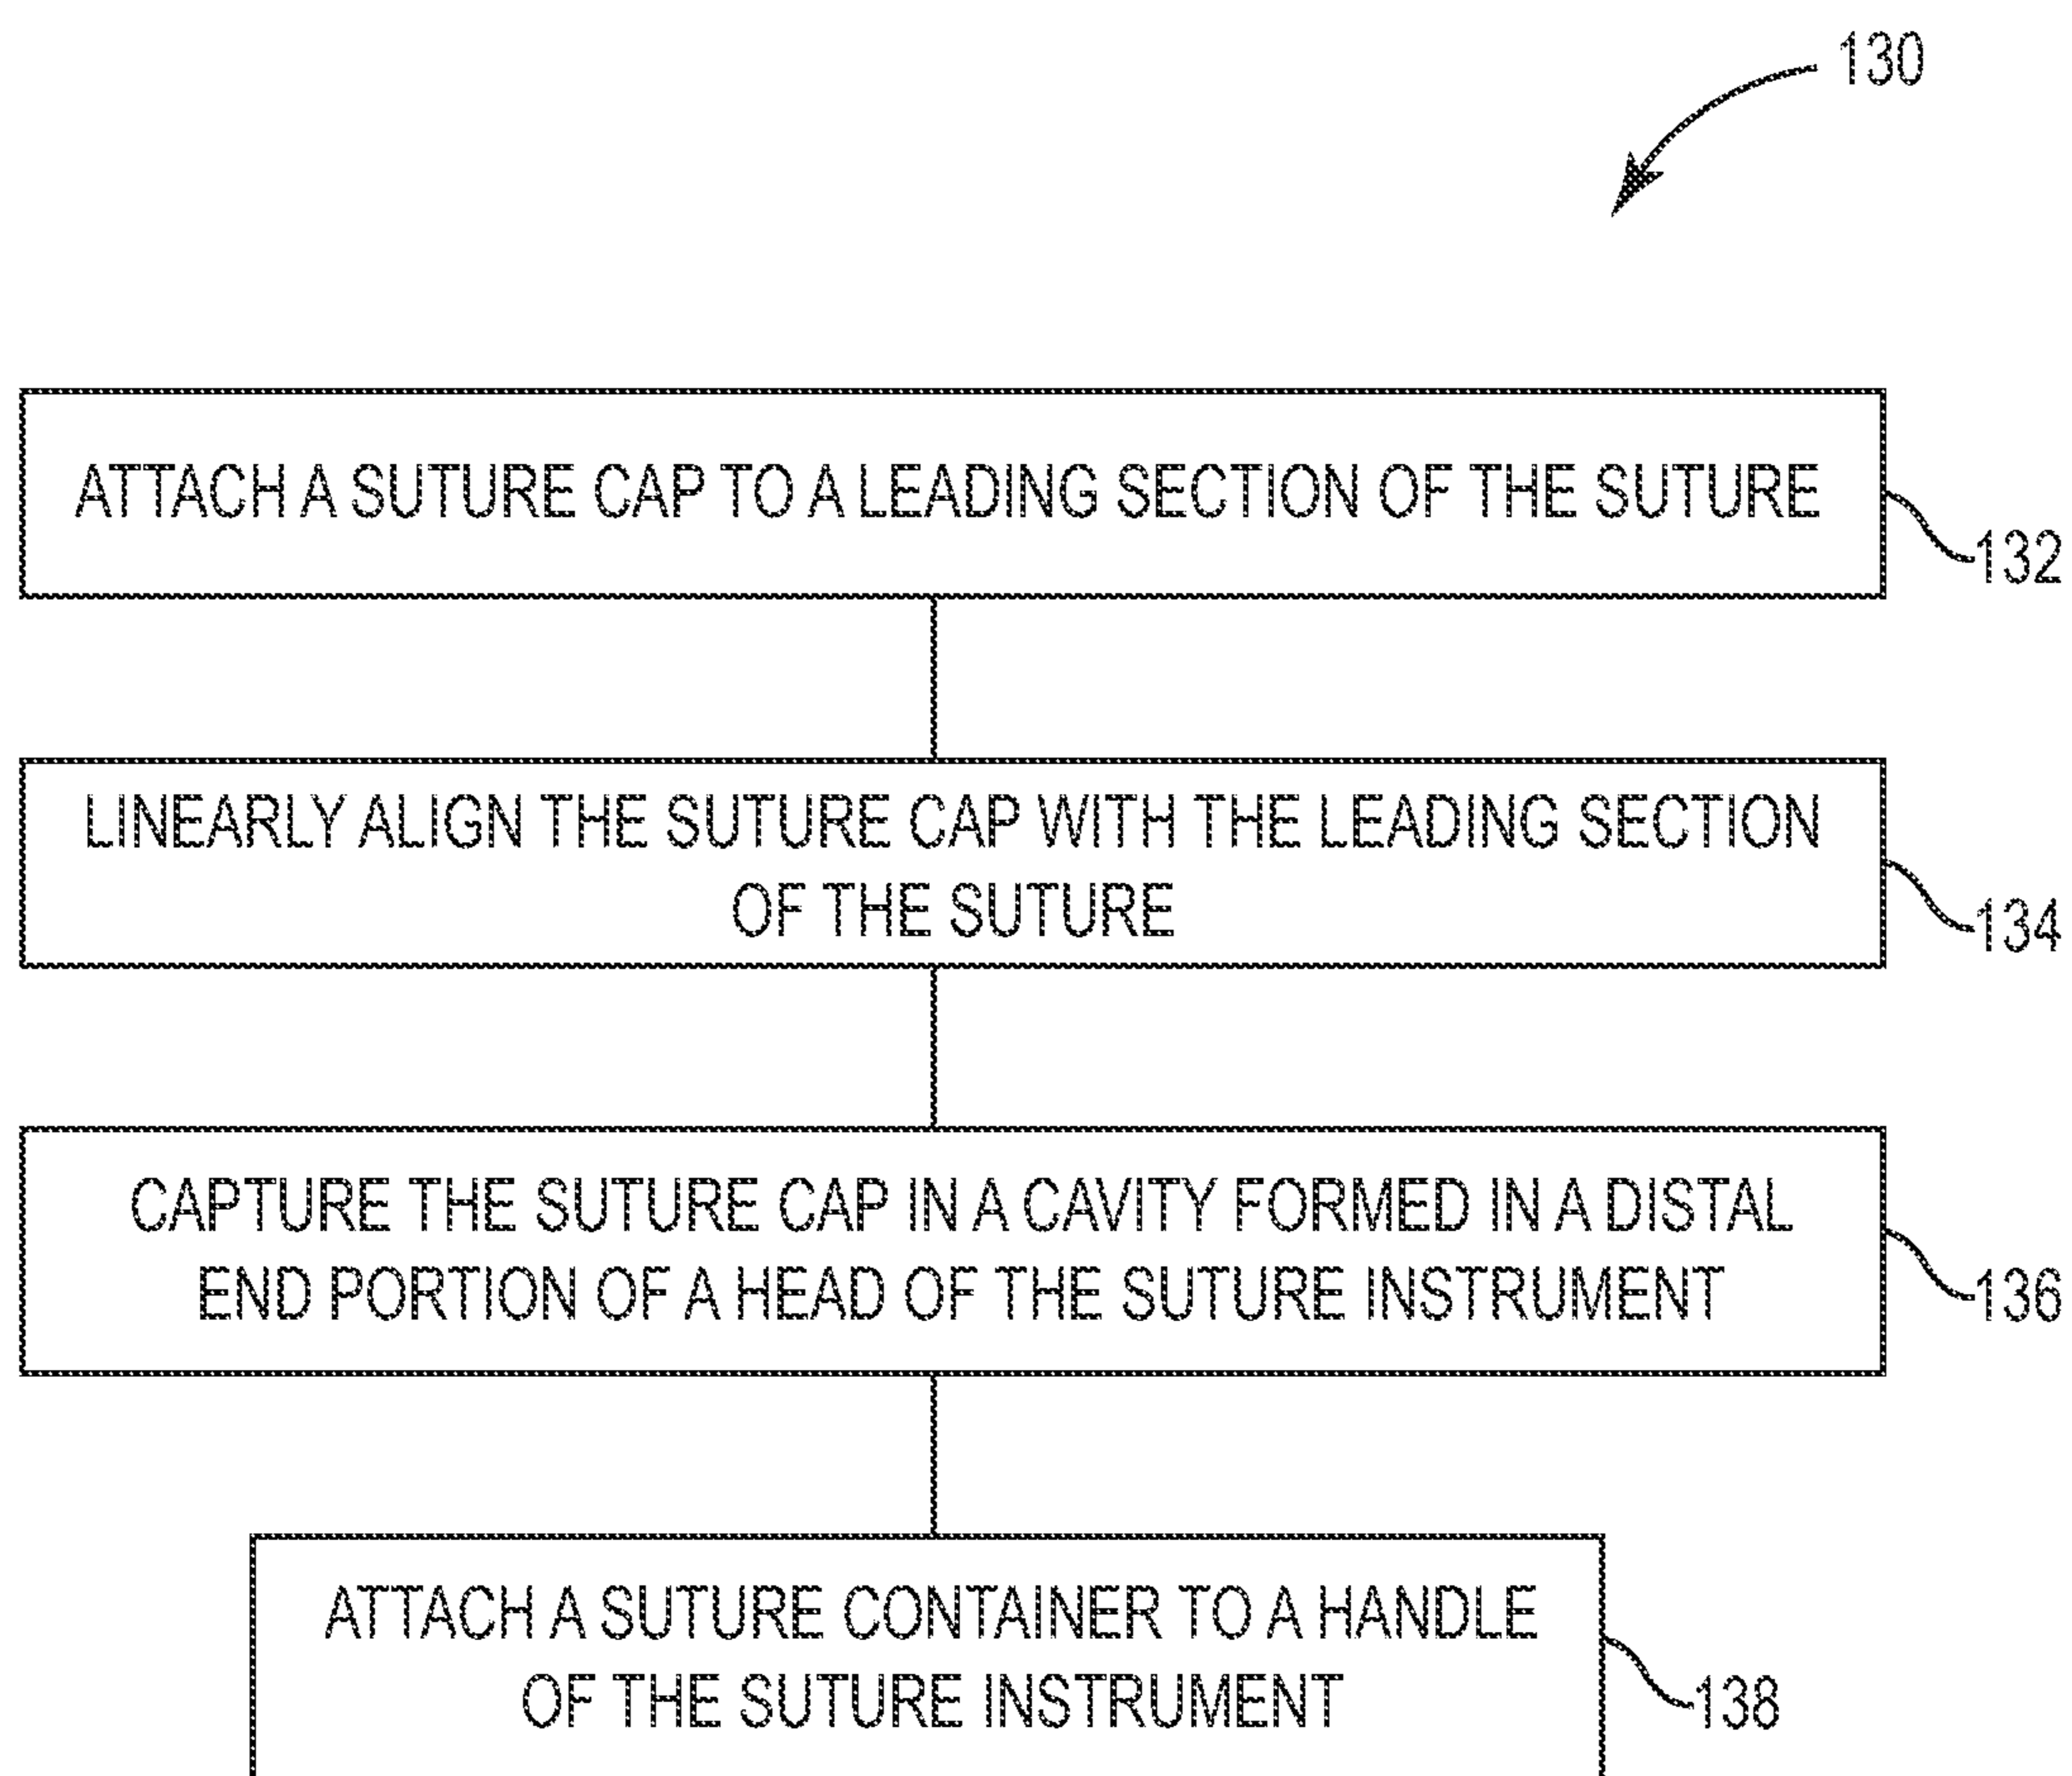 130
ATTACH A SUTURE CAP TO A LEADING SECTION OF THE SUTURE
132
LINEARLY ALIGN THE SUTURE CAP WITH THE LEADING SECTION
OF THE SUTURE
134
CAPTURE THE SUTURE CAP IN A CAVITY FORMED IN A DISTAL
END PORTION OF A HEAD OF THE SUTURE INSTRUMENT
136
ATTACH A SUTURE CONTAINER TO A HANDLE
OF THE SUTURE INSTRUMENT
138